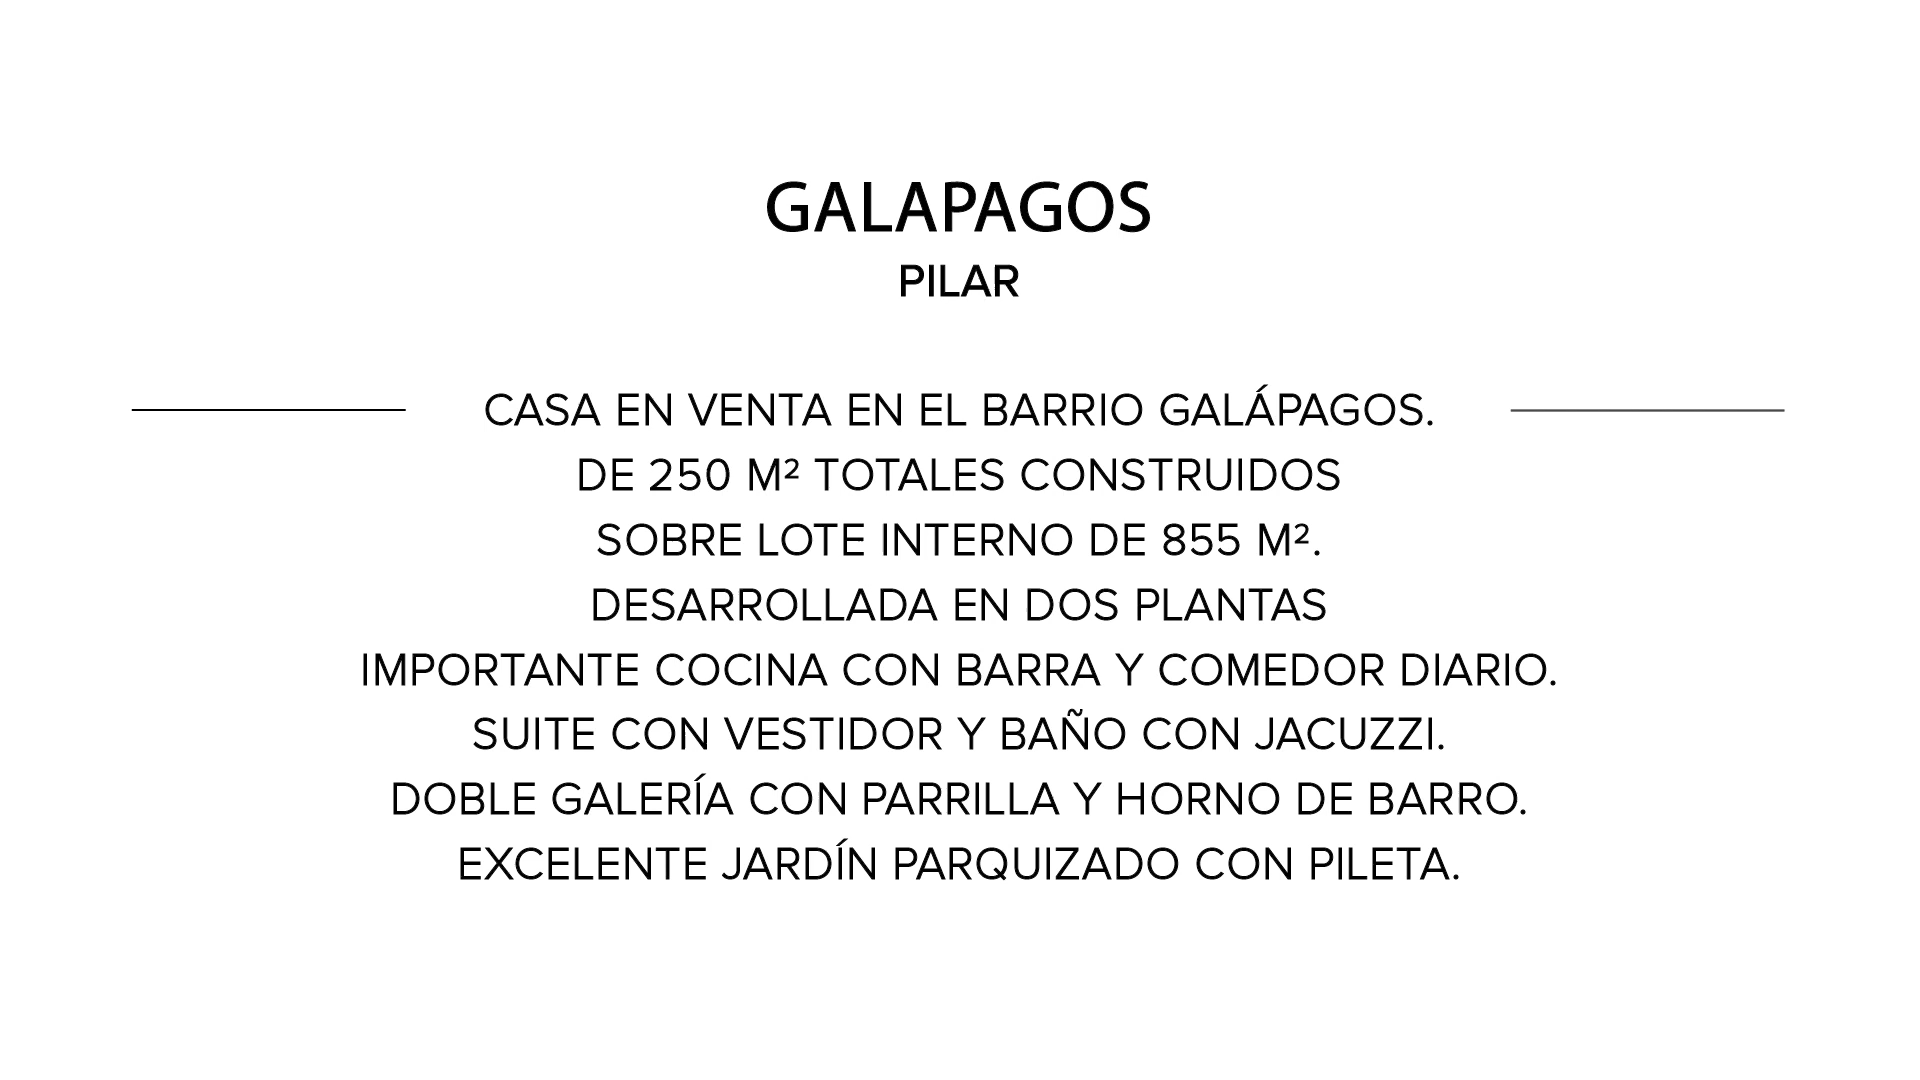 GALAPAGOS
PILAR
CASA EN VENTA EN EL BARRIO GALÁPAGOS.
DE 250 M² TOTALES CONSTRUIDOS
SOBRE LOTE INTERNO DE 855 M².
DESARROLLADA EN DOS PLANTAS
IMPORTANTE COCINA CON BARRA Y COMEDOR DIARIO.
SUITE CON VESTIDOR Y BAÑO CON JACUZZI.
DOBLE GALERÍA CON PARRILLA Y HORNO DE BARRO.
EXCELENTE JARDÍN PARQUIZADO CON PILETA.